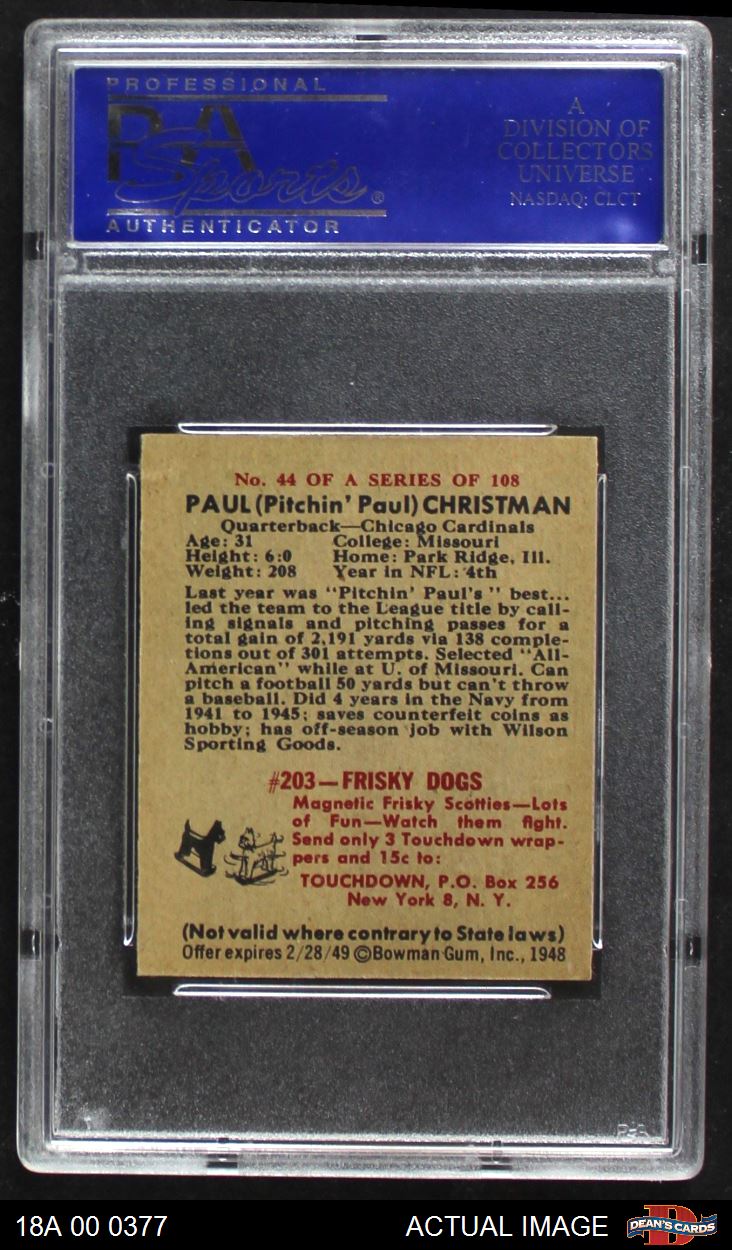 PROFESSIONAL
PSA
Sports ®
AUTHENTICATOR
A
DIVISION OF
COLLECTORS
UNIVERSE
NASDAQ: CLCT
No. 44 OF A SERIES OF 108
PAUL (Pitchin' Paul) CHRISTMAN
Quarterback—Chicago Cardinals
Age: 31 College: Missouri
Height: 6:0 Home: Park Ridge, Ill.
Weight: 208 Year in NFL: 4th
Last year was "Pitchin' Paul's" best...
led the team to the League title by call-
ing signals and pitching passes for a
total gain of 2,191 yards via 138 comple-
tions out of 301 attempts. Selected "All-
American" while at U. of Missouri. Can
pitch a football 50 yards but can't throw
a baseball. Did 4 years in the Navy from
1941 to 1945; saves counterfeit coins as
hobby; has off-season job with Wilson
Sporting Goods.
#203—FRISKY DOGS
Magnetic Frisky Scotties—Lots
of Fun—Watch them fight.
Send only 3 Touchdown wrap-
pers and 15c to:
TOUCHDOWN, P.O. Box 256
New York 8, N. Y.
(Not valid where contrary to State laws)
Offer expires 2/28/49 ©Bowman Gum, Inc., 1948
PSA
18A 00 0377 ACTUAL IMAGE
DEAN'S CARDS